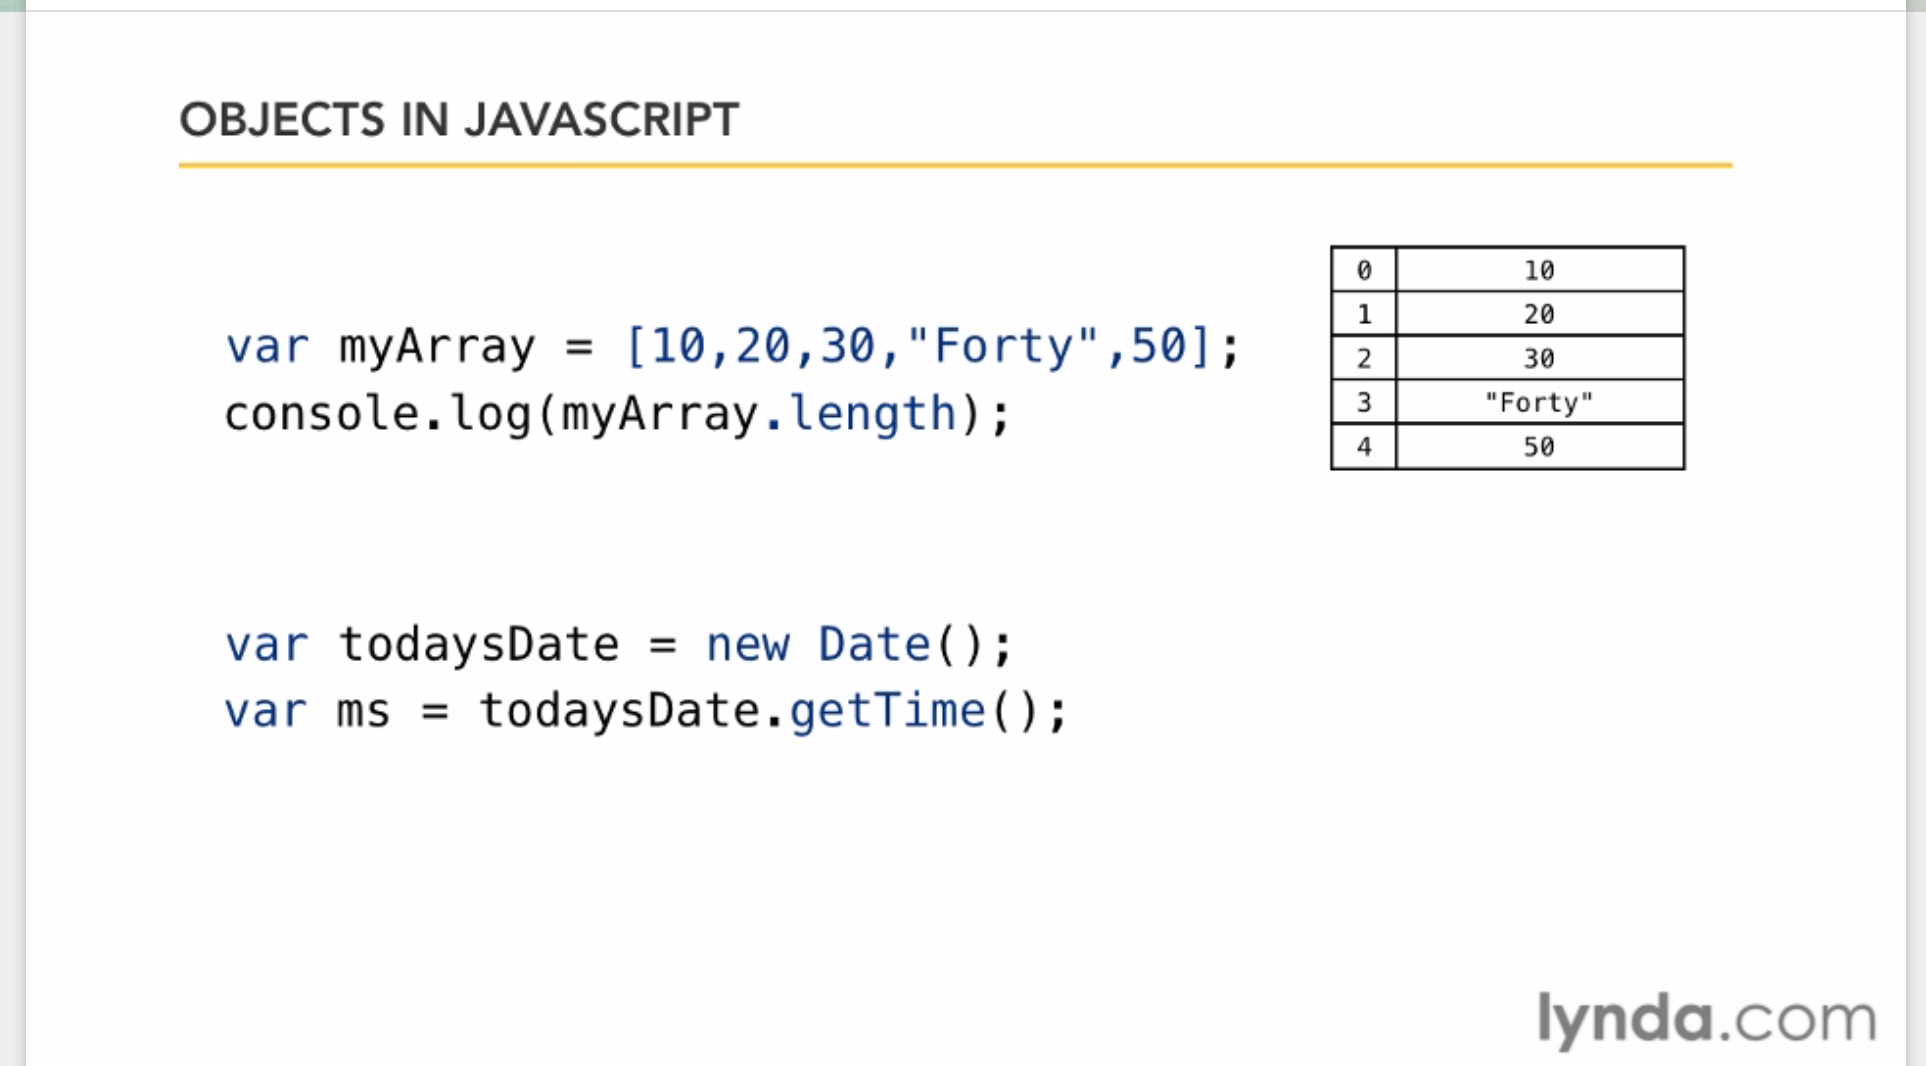 OBJECTS IN JAVASCRIPT
var myArray = [10,20,30,"Forty",50];
console.log(myArray.length);
0 10
1 20
2 30
3 "Forty"
4 50
var todaysDate = new Date();
var ms = todaysDate.getTime();
lynda.com